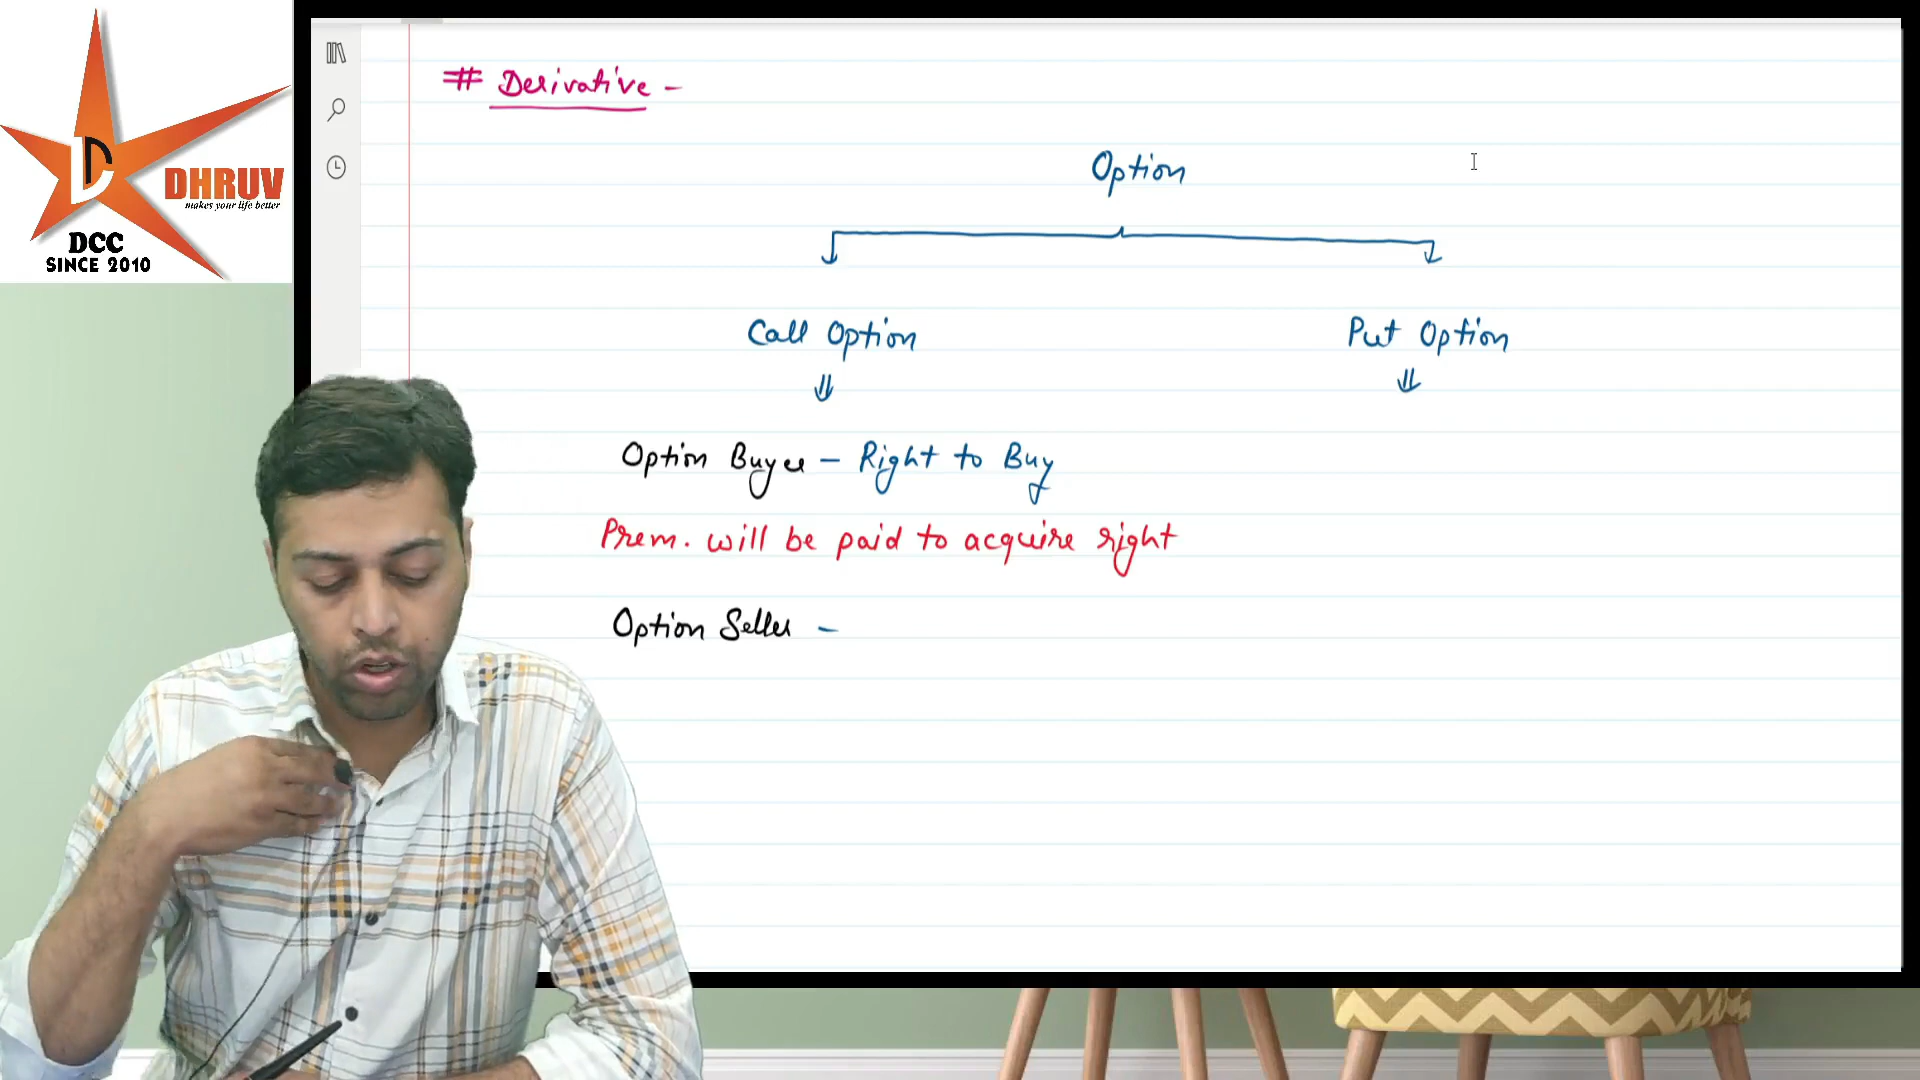 DHRUV
makes your life better
DCC
SINCE 2010
# Derivative -
Option
Call Option
Put Option
Option Buyer - Right to Buy
Prem. will be paid to acquire right
Option Seller -